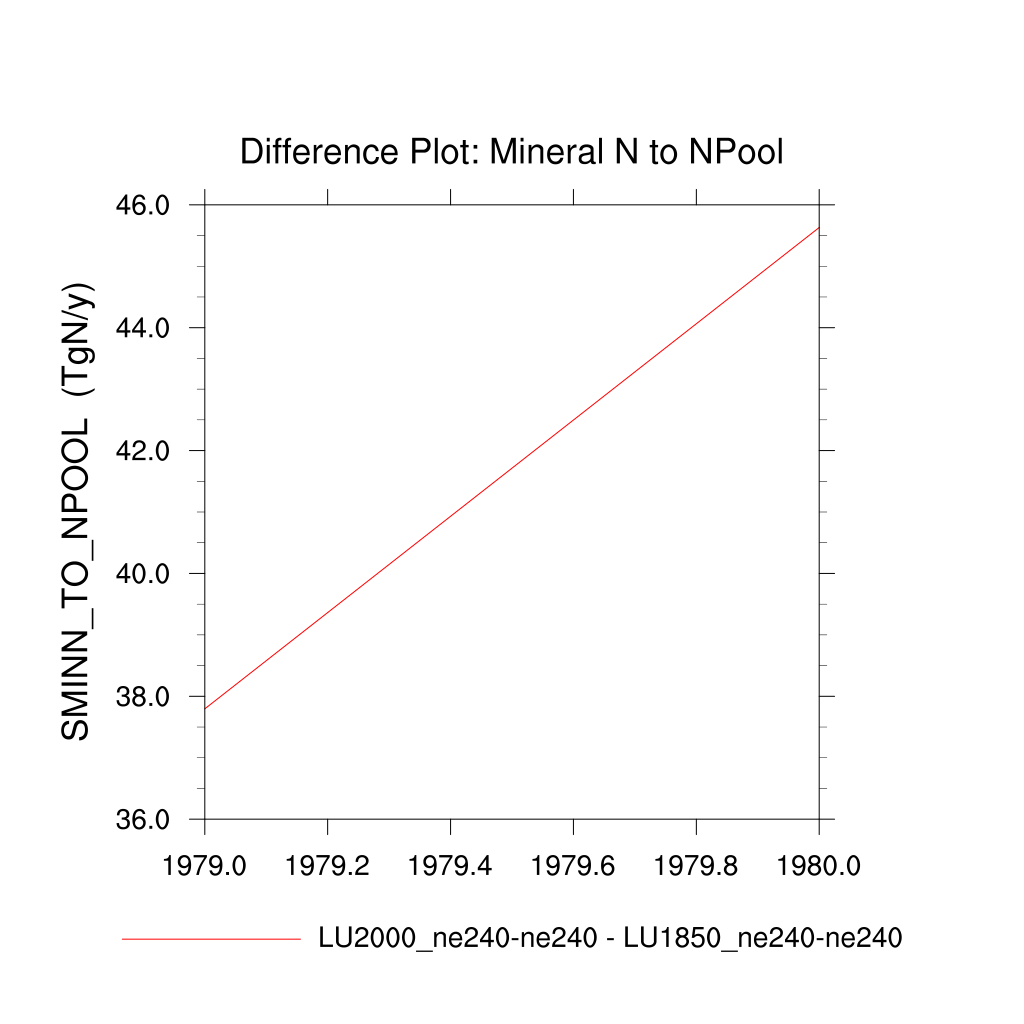 Difference Plot: Mineral N to NPool
SMINN_TO_NPOOL (TgN/y)
46.0
44.0
42.0
40.0
38.0
36.0
1979.0 1979.2 1979.4 1979.6 1979.8 1980.0
LU2000_ne240-ne240 - LU1850_ne240-ne240